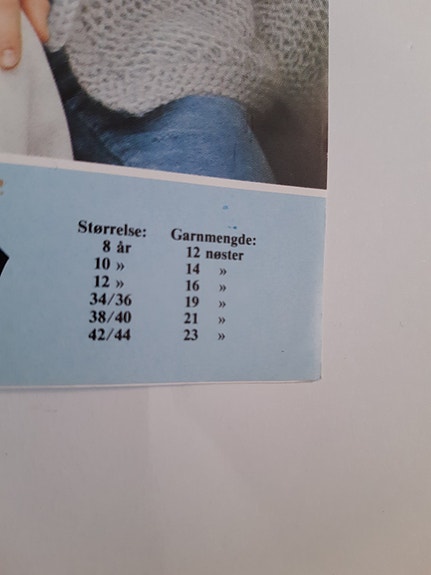 Størrelse: Garnmengde:
8 år 12 nøster
10 » 14 »
12 » 16 »
34/36 19 »
38/40 21 »
42/44 23 »